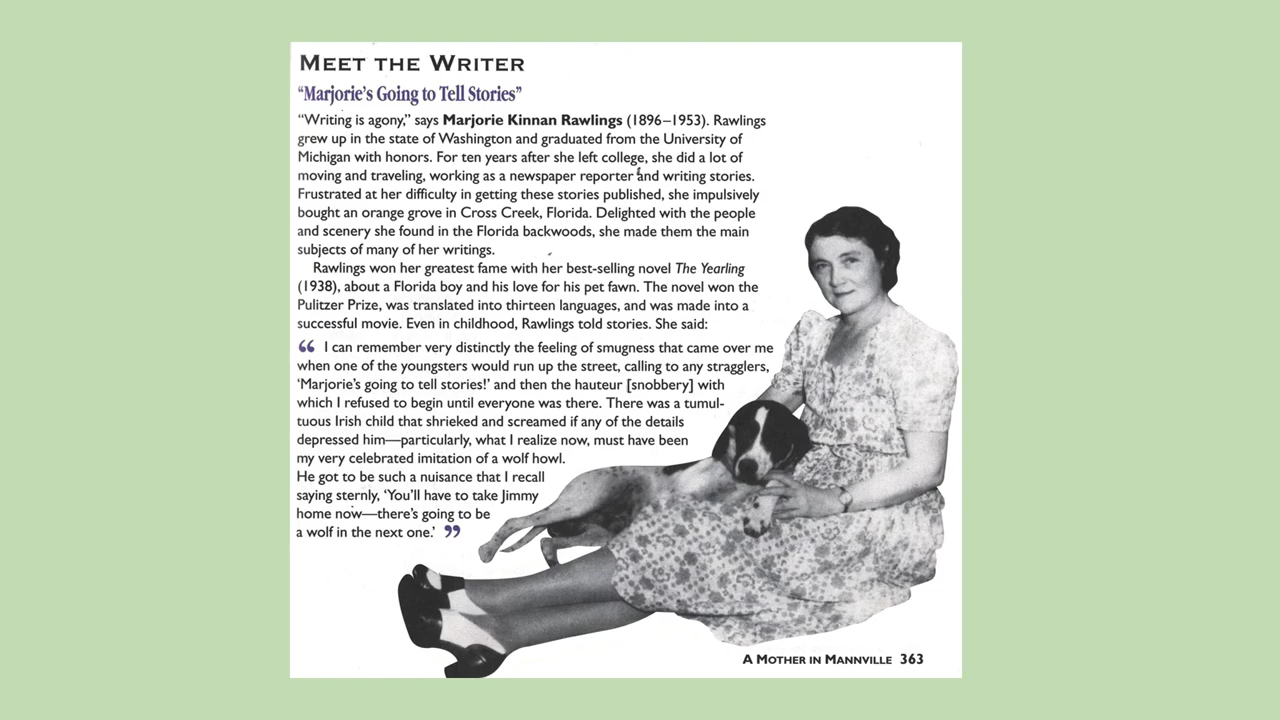 MEET THE WRITER
“Marjorie’s Going to Tell Stories”
“Writing is agony,” says Marjorie Kinnan Rawlings (1896–1953). Rawlings
grew up in the state of Washington and graduated from the University of
Michigan with honors. For ten years after she left college, she did a lot of
moving and traveling, working as a newspaper reporter and writing stories.
Frustrated at her difficulty in getting these stories published, she impulsively
bought an orange grove in Cross Creek, Florida. Delighted with the people
and scenery she found in the Florida backwoods, she made them the main
subjects of many of her writings.
Rawlings won her greatest fame with her best-selling novel The Yearling
(1938), about a Florida boy and his love for his pet fawn. The novel won the
Pulitzer Prize, was translated into thirteen languages, and was made into a
successful movie. Even in childhood, Rawlings told stories. She said:
“ I can remember very distinctly the feeling of smugness that came over me
when one of the youngsters would run up the street, calling to any stragglers,
‘Marjorie’s going to tell stories!’ and then the hauteur [snobbery] with
which I refused to begin until everyone was there. There was a tumul-
tuous Irish child that shrieked and screamed if any of the details
depressed him—particularly, what I realize now, must have been
my very celebrated imitation of a wolf howl.
He got to be such a nuisance that I recall
saying sternly, ‘You’ll have to take Jimmy
home now—there’s going to be
a wolf in the next one.’ ”
A MOTHER IN MANNVILLE 363